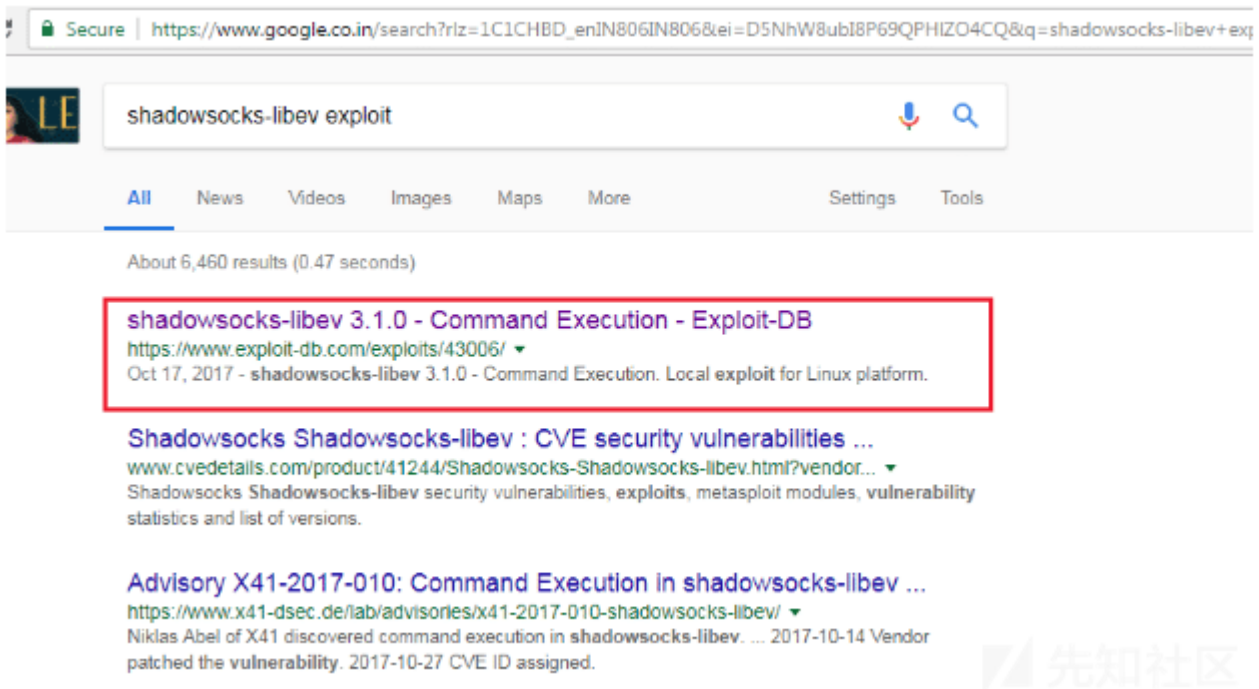 Secure https://www.google.co.in/search?rlz=1C1CHBD_enIN806IN806&ei=D5NhW8ubI8P69QPHIZO4CQ&q=shadowsocks-libev+exp
LE
shadowsocks-libev exploit
All News Videos Images Maps More Settings Tools
About 6,460 results (0.47 seconds)
shadowsocks-libev 3.1.0 - Command Execution - Exploit-DB
https://www.exploit-db.com/exploits/43006/
Oct 17, 2017 - shadowsocks-libev 3.1.0 - Command Execution. Local exploit for Linux platform.
Shadowsocks Shadowsocks-libev : CVE security vulnerabilities ...
www.cvedetails.com/product/41244/Shadowsocks-Shadowsocks-libev.html?vendor...
Shadowsocks Shadowsocks-libev security vulnerabilities, exploits, metasploit modules, vulnerability
statistics and list of versions.
Advisory X41-2017-010: Command Execution in shadowsocks-libev ...
https://www.x41-dsec.de/lab/advisories/x41-2017-010-shadowsocks-libev/
Niklas Abel of X41 discovered command execution in shadowsocks-libev. ... 2017-10-14 Vendor
patched the vulnerability. 2017-10-27 CVE ID assigned.
先知社区